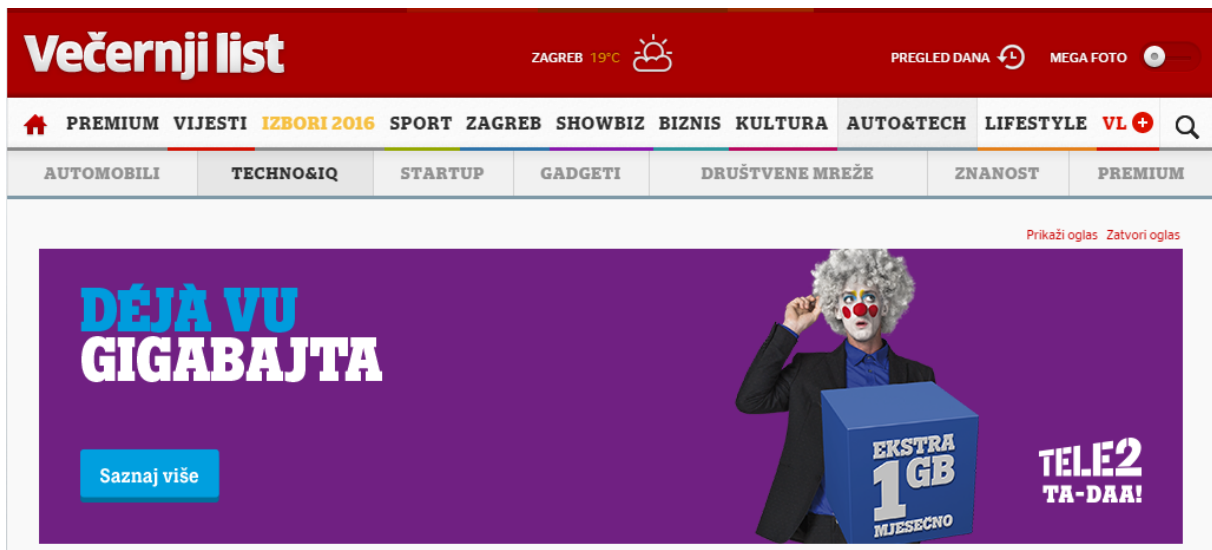 Večernji list
ZAGREB 19°C
PREGLED DANA
MEGA FOTO
PREMIUM VIJESTI IZBORI 2016 SPORT ZAGREB SHOWBIZ BIZNIS KULTURA AUTO&TECH LIFESTYLE VL
AUTOMOBILI TECHNO&IQ STARTUP GADGETI DRUŠTVENE MREŽE ZNANOST PREMIUM
Prikaži oglas Zatvori oglas
DÉJÀ VU
GIGABAJTA
Saznaj više
EKSTRA
1GB
MJESEČNO
TELE2
TA-DAA!